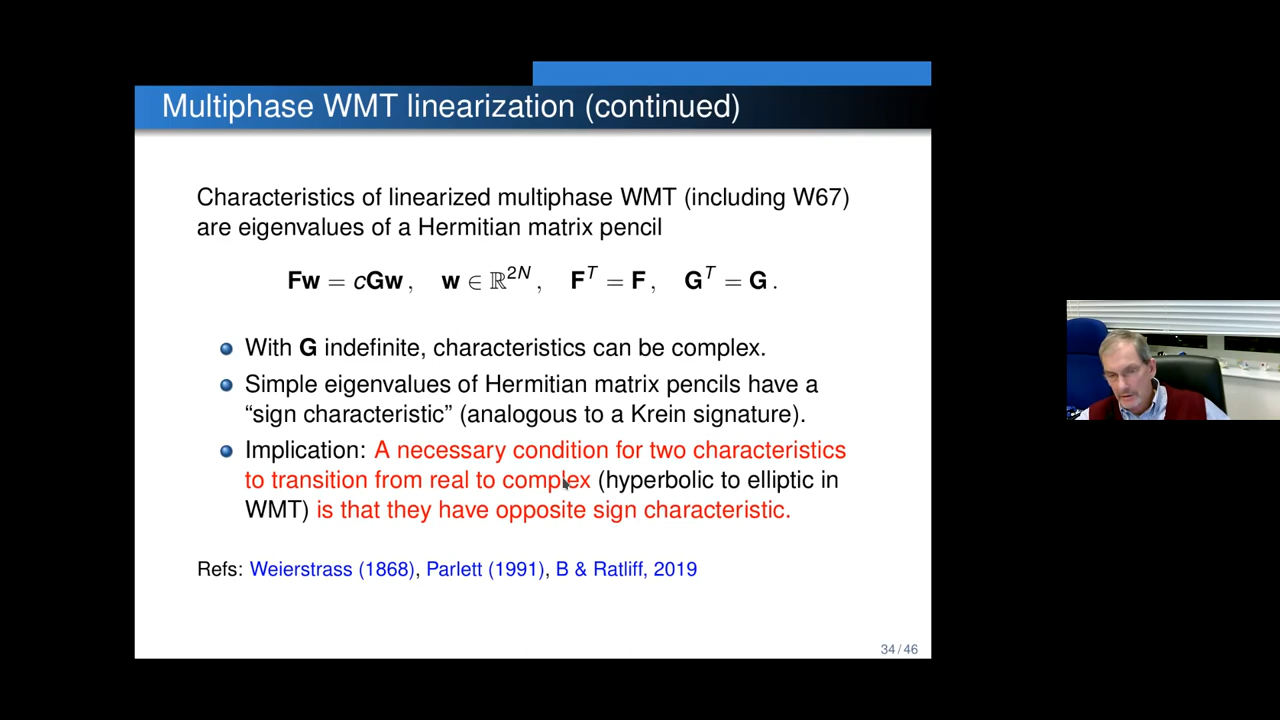 Multiphase WMT linearization (continued)
Characteristics of linearized multiphase WMT (including W67)
are eigenvalues of a Hermitian matrix pencil
Fw = cGw , w ∈ ℝ²ᴺ , Fᵀ = F , Gᵀ = G .
With G indefinite, characteristics can be complex.
Simple eigenvalues of Hermitian matrix pencils have a
“sign characteristic” (analogous to a Krein signature).
Implication: A necessary condition for two characteristics
to transition from real to complex (hyperbolic to elliptic in
WMT) is that they have opposite sign characteristic.
Refs: Weierstrass (1868), Parlett (1991), B & Ratliff, 2019
34 / 46